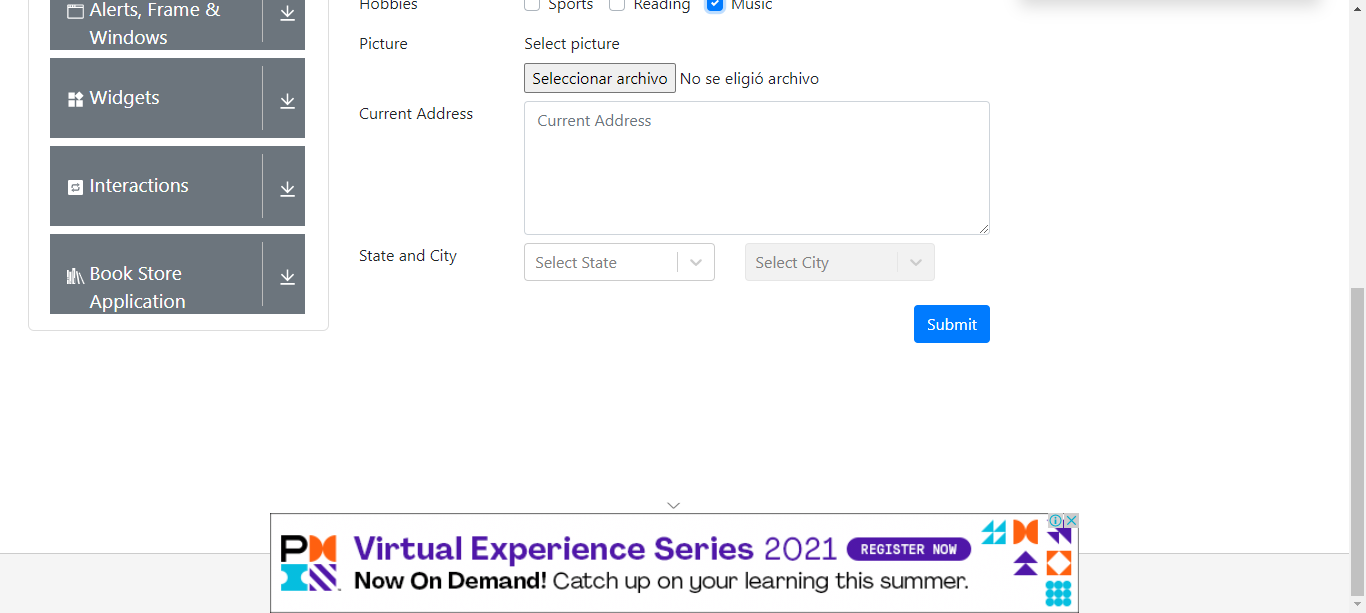 Alerts, Frame &
Windows
Widgets
Interactions
Book Store
Application
Hobbies
Sports Reading Music
Picture
Select picture
Seleccionar archivo No se eligió archivo
Current Address
Current Address
State and City
Select State
Select City
Submit
PMI
Virtual Experience Series 2021 REGISTER NOW
Now On Demand! Catch up on your learning this summer.